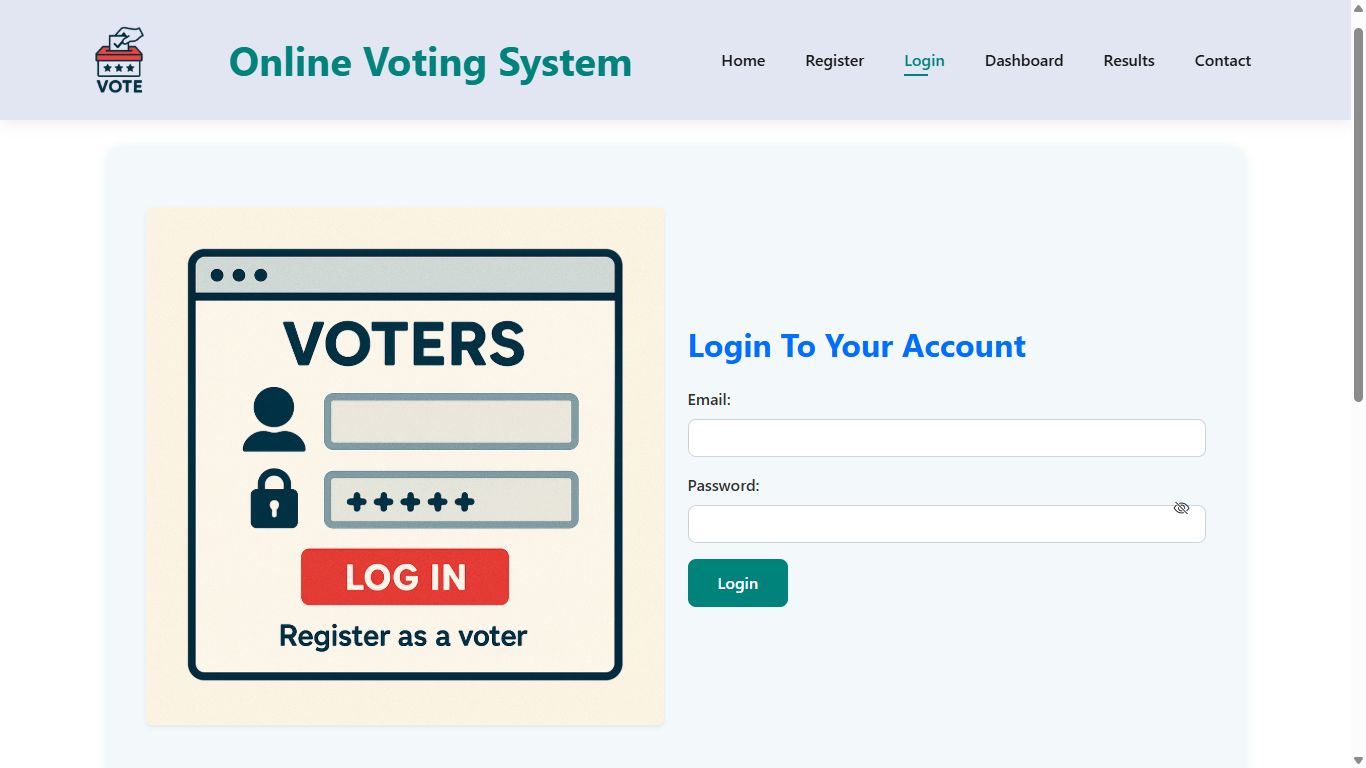 VOTE
Online Voting System
Home Register Login Dashboard Results Contact
VOTERS
LOG IN
Register as a voter
Login To Your Account
Email:
Password:
Login